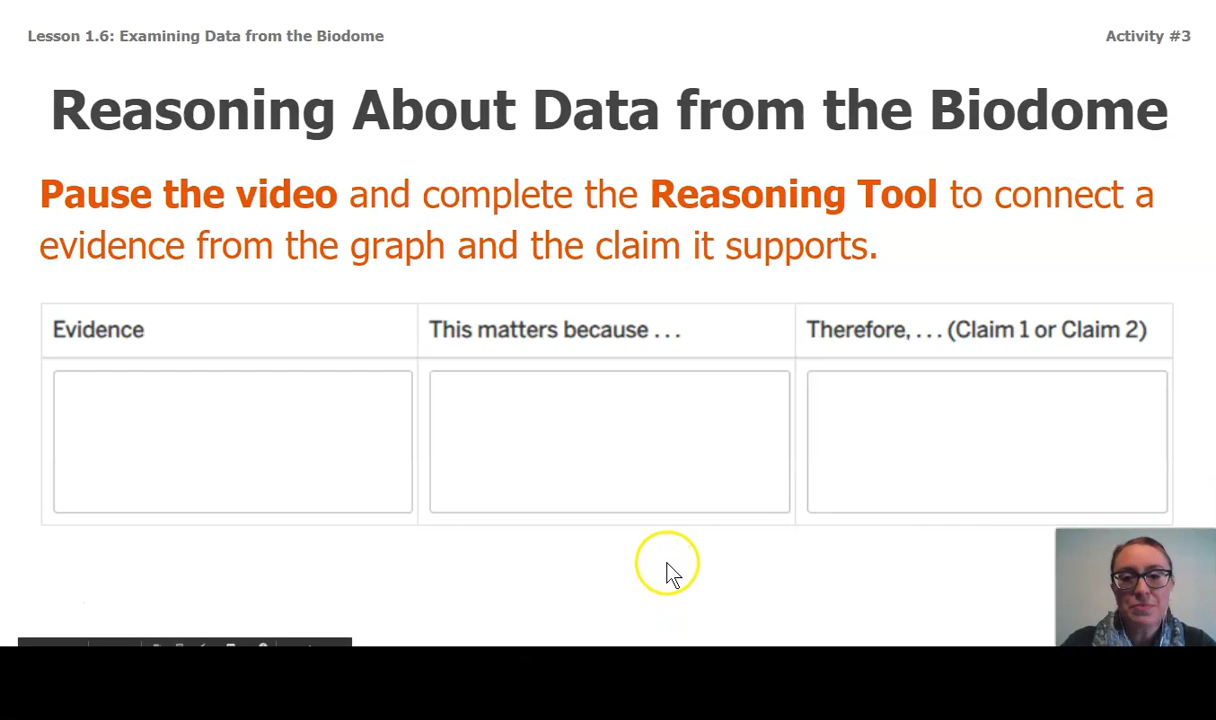 Lesson 1.6: Examining Data from the Biodome
Activity #3
Reasoning About Data from the Biodome
Pause the video and complete the Reasoning Tool to connect a
evidence from the graph and the claim it supports.
Evidence
This matters because . . .
Therefore, . . . (Claim 1 or Claim 2)